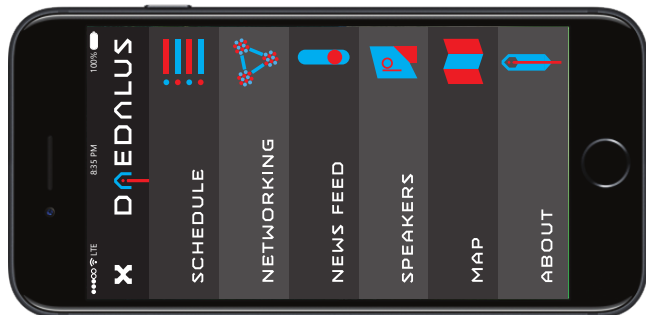 LTE 8:35 PM 100%
X DAEDALUS
SCHEDULE
NETWORKING
NEWS FEED
SPEAKERS
MAP
ABOUT